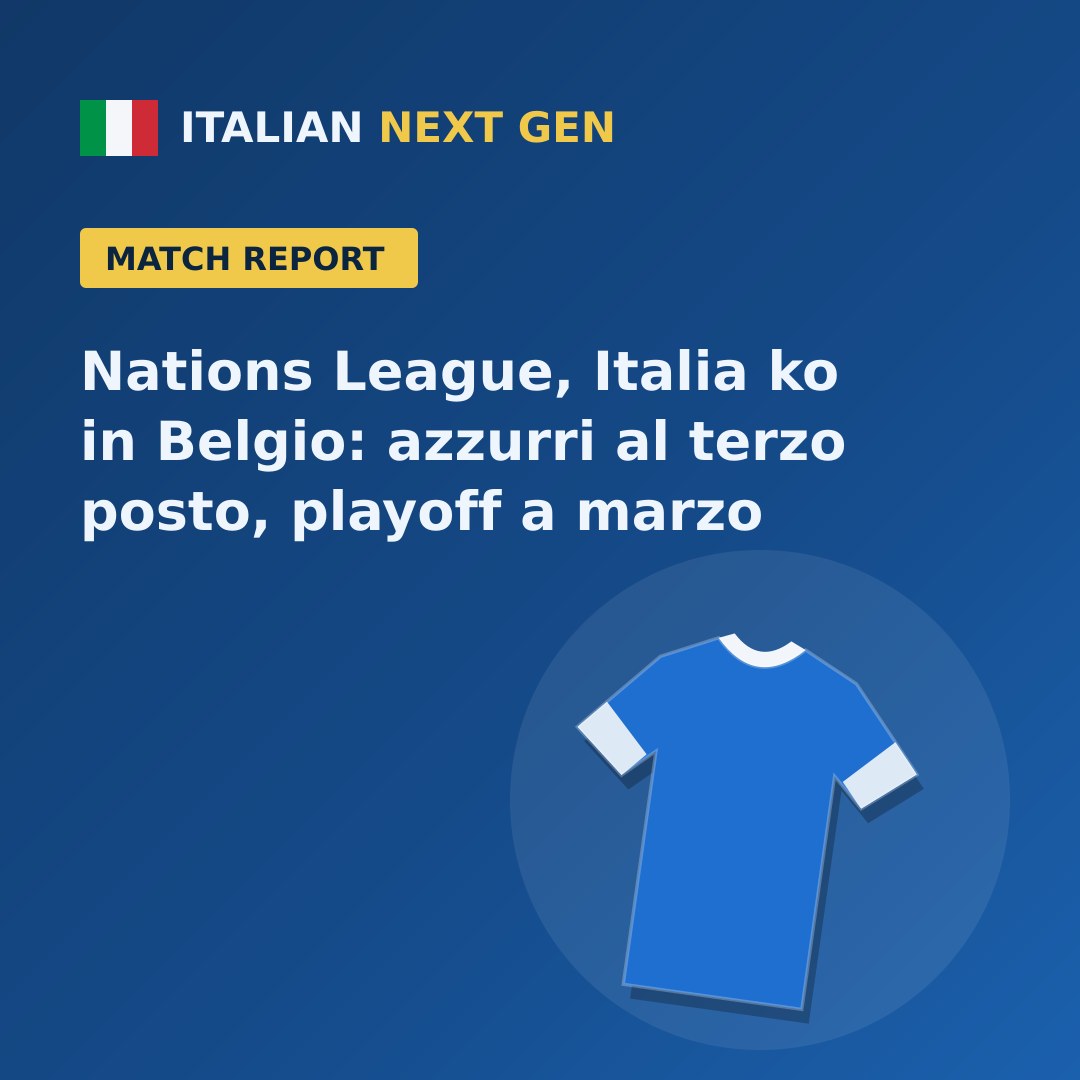 ITALIAN NEXT GEN
MATCH REPORT
Nations League, Italia ko
in Belgio: azzurri al terzo
posto, playoff a marzo